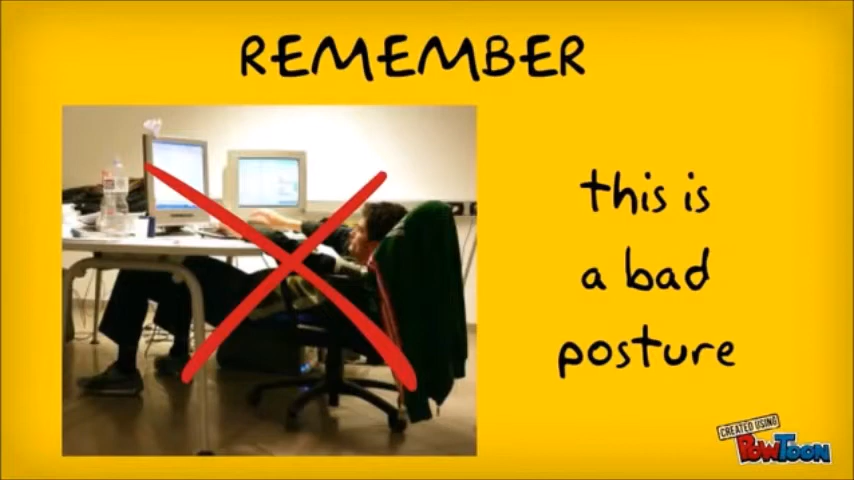 REMEMBER
this is
a bad
posture
CREATED USING
POWTOON